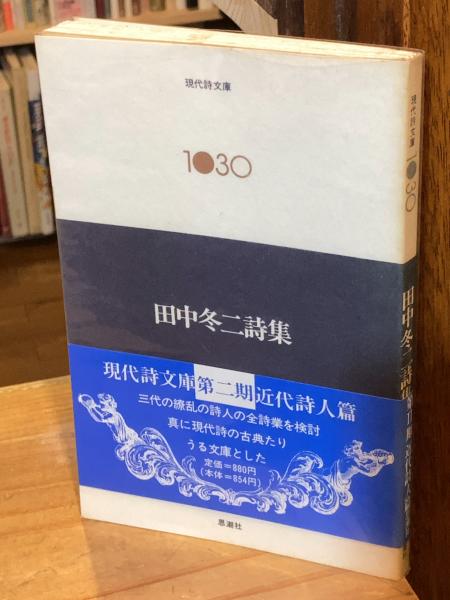 現代詩文庫
1030
田中冬二詩集
現代詩文庫第二期近代詩人篇
三代の繚乱の詩人の全詩業を検討
真に現代詩の古典たり
うる文庫とした
定価=880円
(本体=854円)
思潮社
現代詩文庫
1030
田中冬二詩集